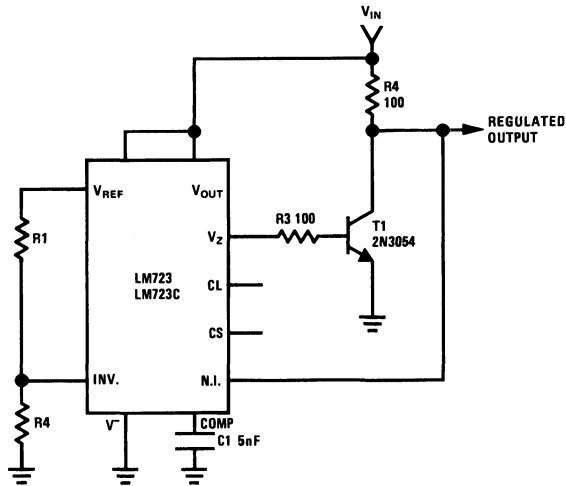 VIN
R4
100
REGULATED
OUTPUT
VREF
VOUT
R1
VZ
R3 100
T1
2N3054
LM723
LM723C
CL
CS
INV.
N.I.
R4
V−
COMP
C1 5nF